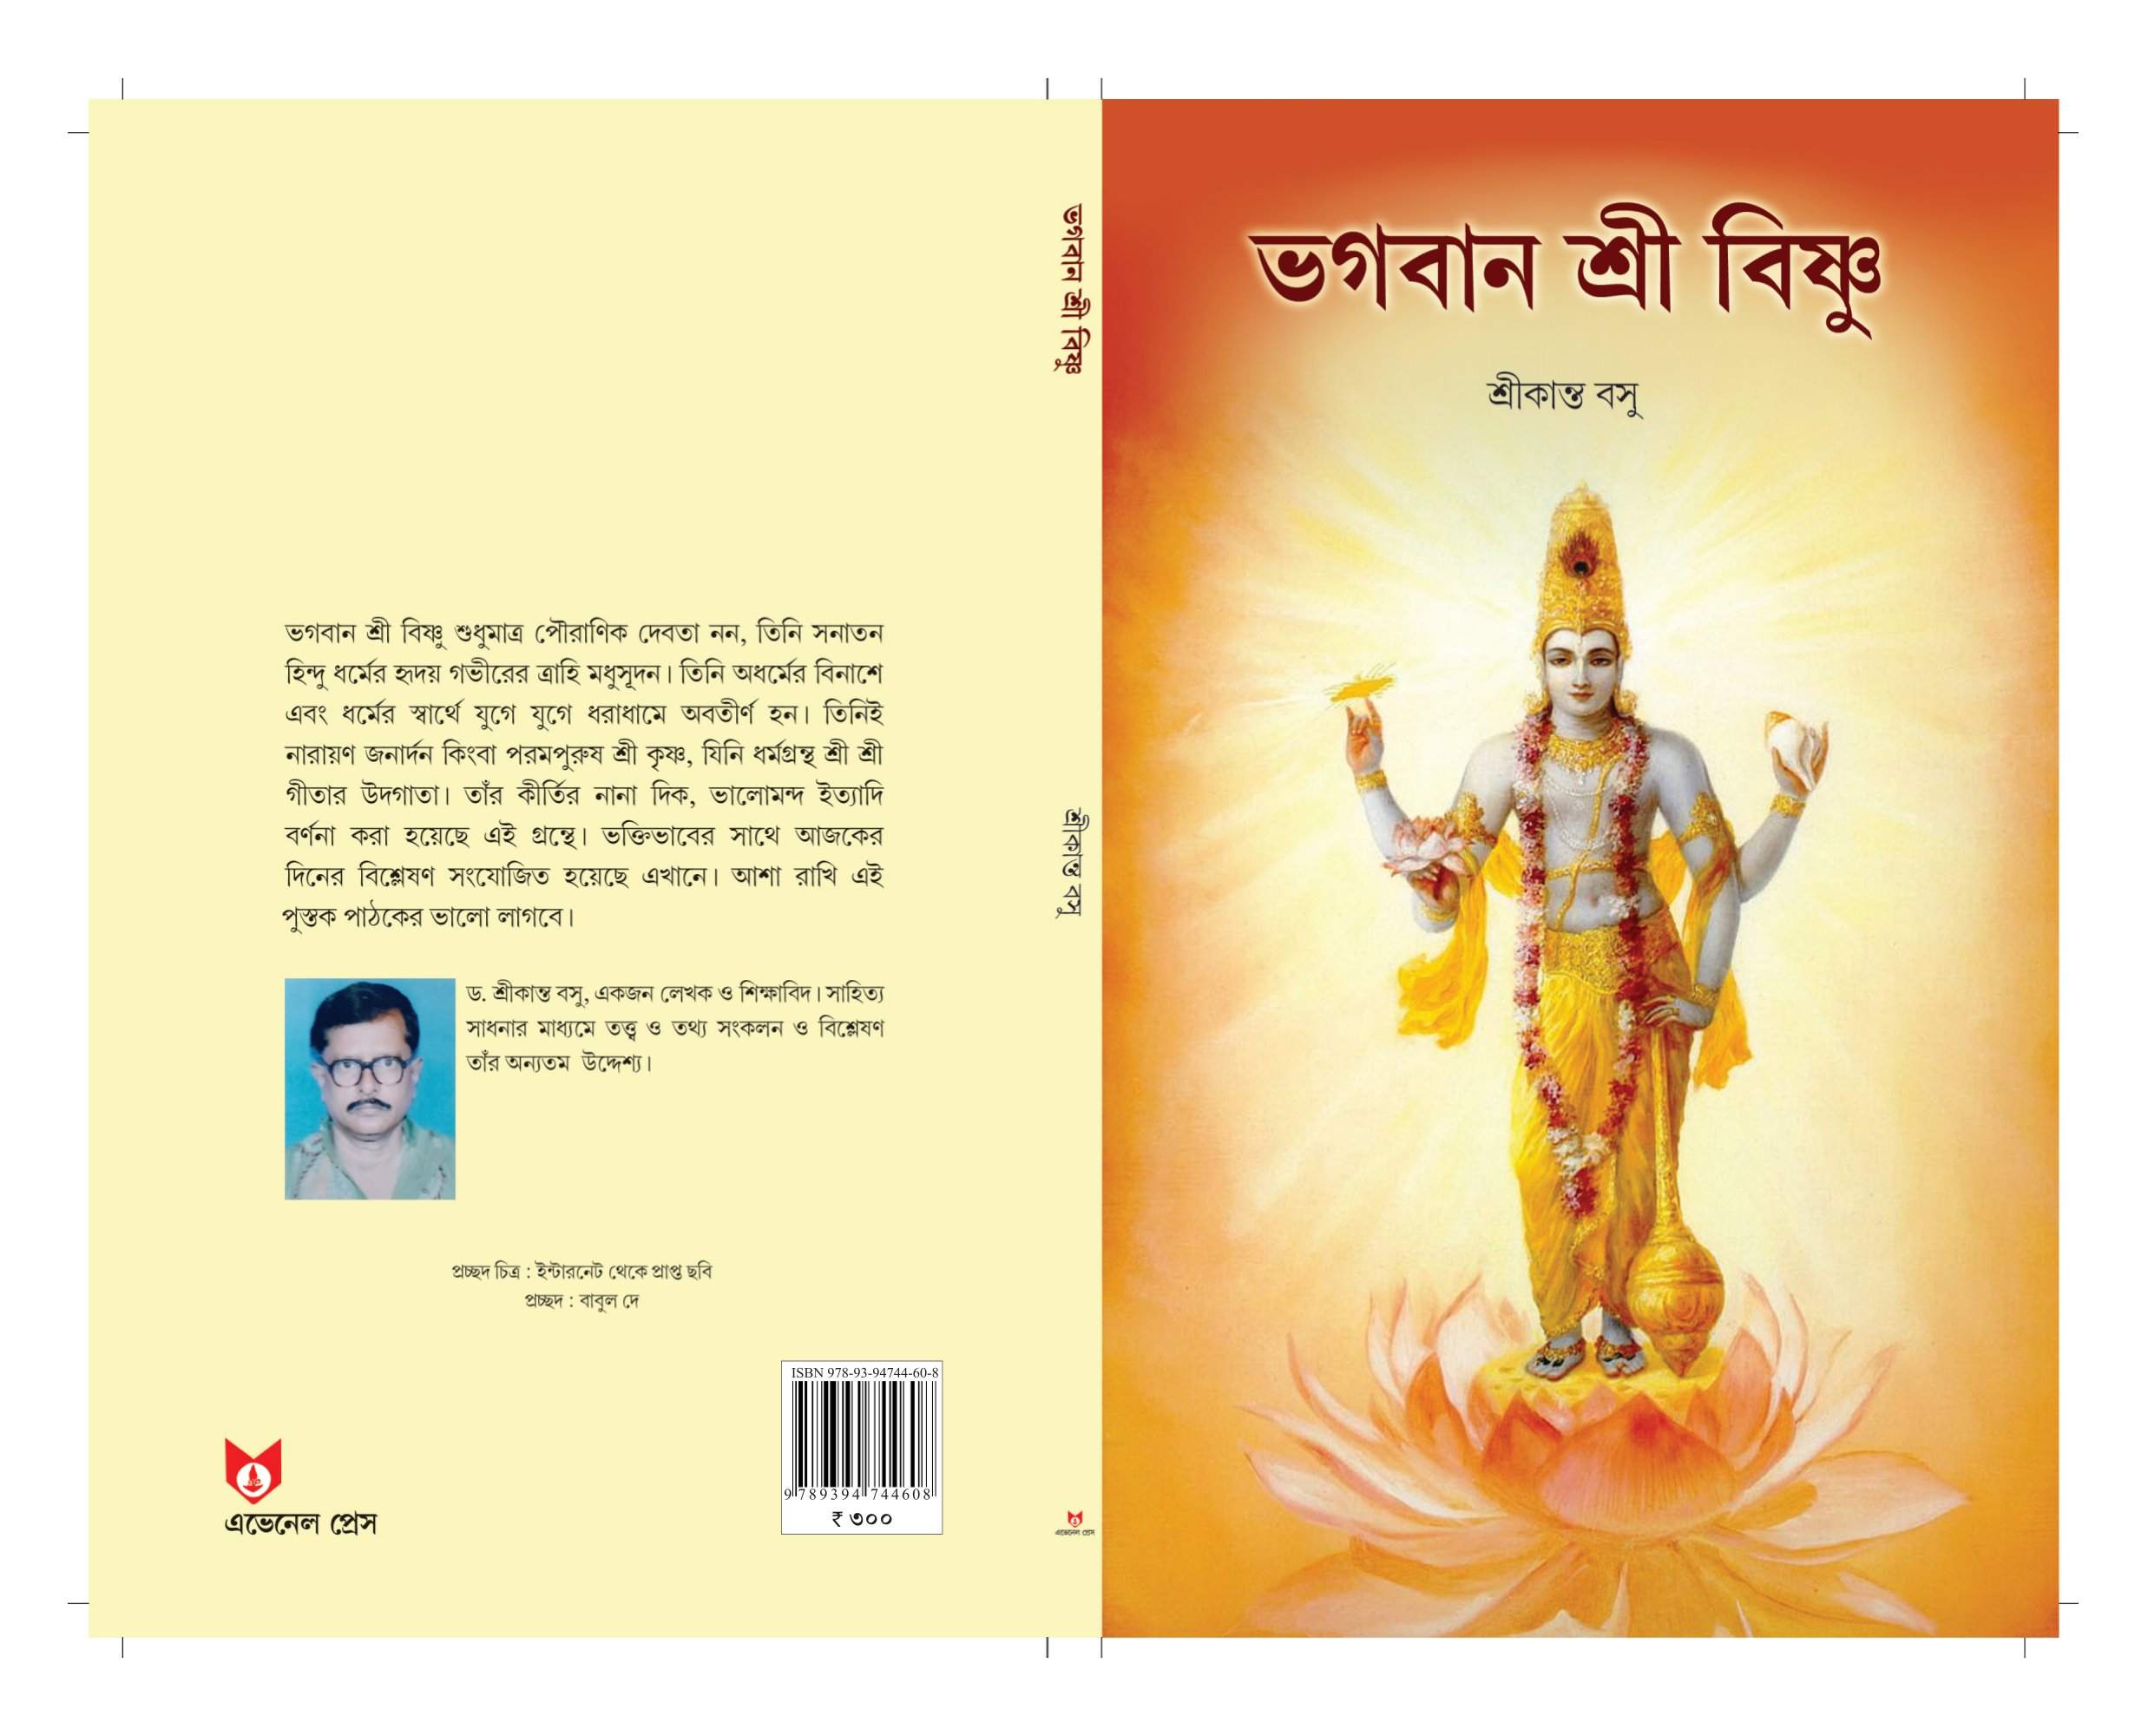 ভগবান শ্রী বিষ্ণু শুধুমাত্র পৌরাণিক দেবতা নন, তিনি সনাতন
হিন্দু ধর্মের হৃদয় গভীরের ত্রাহি মধুসূদন। তিনি অধর্মের বিনাশে
এবং ধর্মের স্বার্থে যুগে যুগে ধরাধামে অবতীর্ণ হন। তিনিই
নারায়ণ জনার্দন কিংবা পরমপুরুষ শ্রী কৃষ্ণ, যিনি ধর্মগ্রন্থ শ্রী শ্রী
গীতার উদগাতা। তাঁর কীর্তির নানা দিক, ভালোমন্দ ইত্যাদি
বর্ণনা করা হয়েছে এই গ্রন্থে। ভক্তিভাবের সাথে আজকের
দিনের বিশ্লেষণ সংযোজিত হয়েছে এখানে। আশা রাখি এই
পুস্তক পাঠকের ভালো লাগবে।
ড. শ্রীকান্ত বসু, একজন লেখক ও শিক্ষাবিদ। সাহিত্য
সাধনার মাধ্যমে তত্ত্ব ও তথ্য সংকলন ও বিশ্লেষণ
তাঁর অন্যতম উদ্দেশ্য।
প্রচ্ছদ চিত্র : ইন্টারনেট থেকে প্রাপ্ত ছবি
প্রচ্ছদ : বাবুল দে
ISBN 978-93-94744-60-8
9 789394 744608
₹ ৩০০
এভেনেল প্রেস
ভগবান শ্রী বিষ্ণু
শ্রীকান্ত বসু
এভেনেল প্রেস
ভগবান শ্রী বিষ্ণু
শ্রীকান্ত বসু